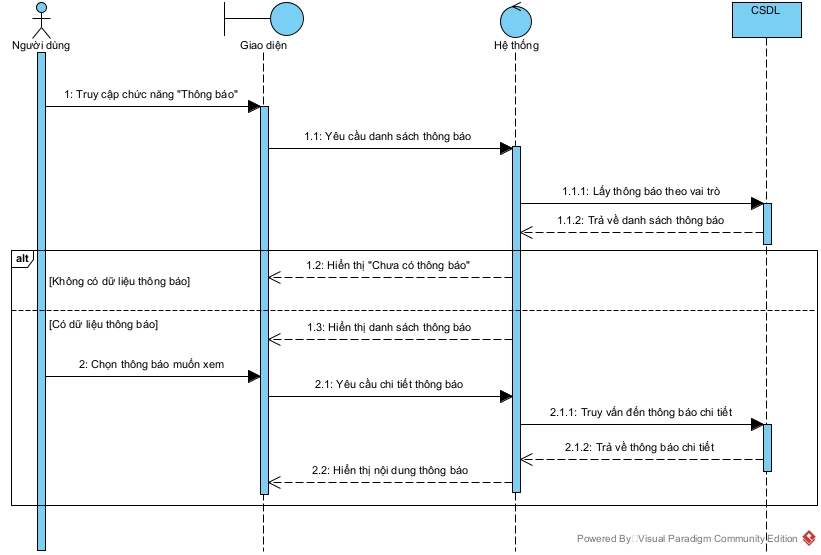 CSDL
Người dùng
Giao diện
Hệ thống
1: Truy cập chức năng "Thông báo"
1.1: Yêu cầu danh sách thông báo
1.1.1: Lấy thông báo theo vai trò
1.1.2: Trả về danh sách thông báo
alt
1.2: Hiển thị "Chưa có thông báo"
[Không có dữ liệu thông báo]
[Có dữ liệu thông báo]
1.3: Hiển thị danh sách thông báo
2: Chọn thông báo muốn xem
2.1: Yêu cầu chi tiết thông báo
2.1.1: Truy vấn đến thông báo chi tiết
2.1.2: Trả về thông báo chi tiết
2.2: Hiển thị nội dung thông báo
Powered By Visual Paradigm Community Edition